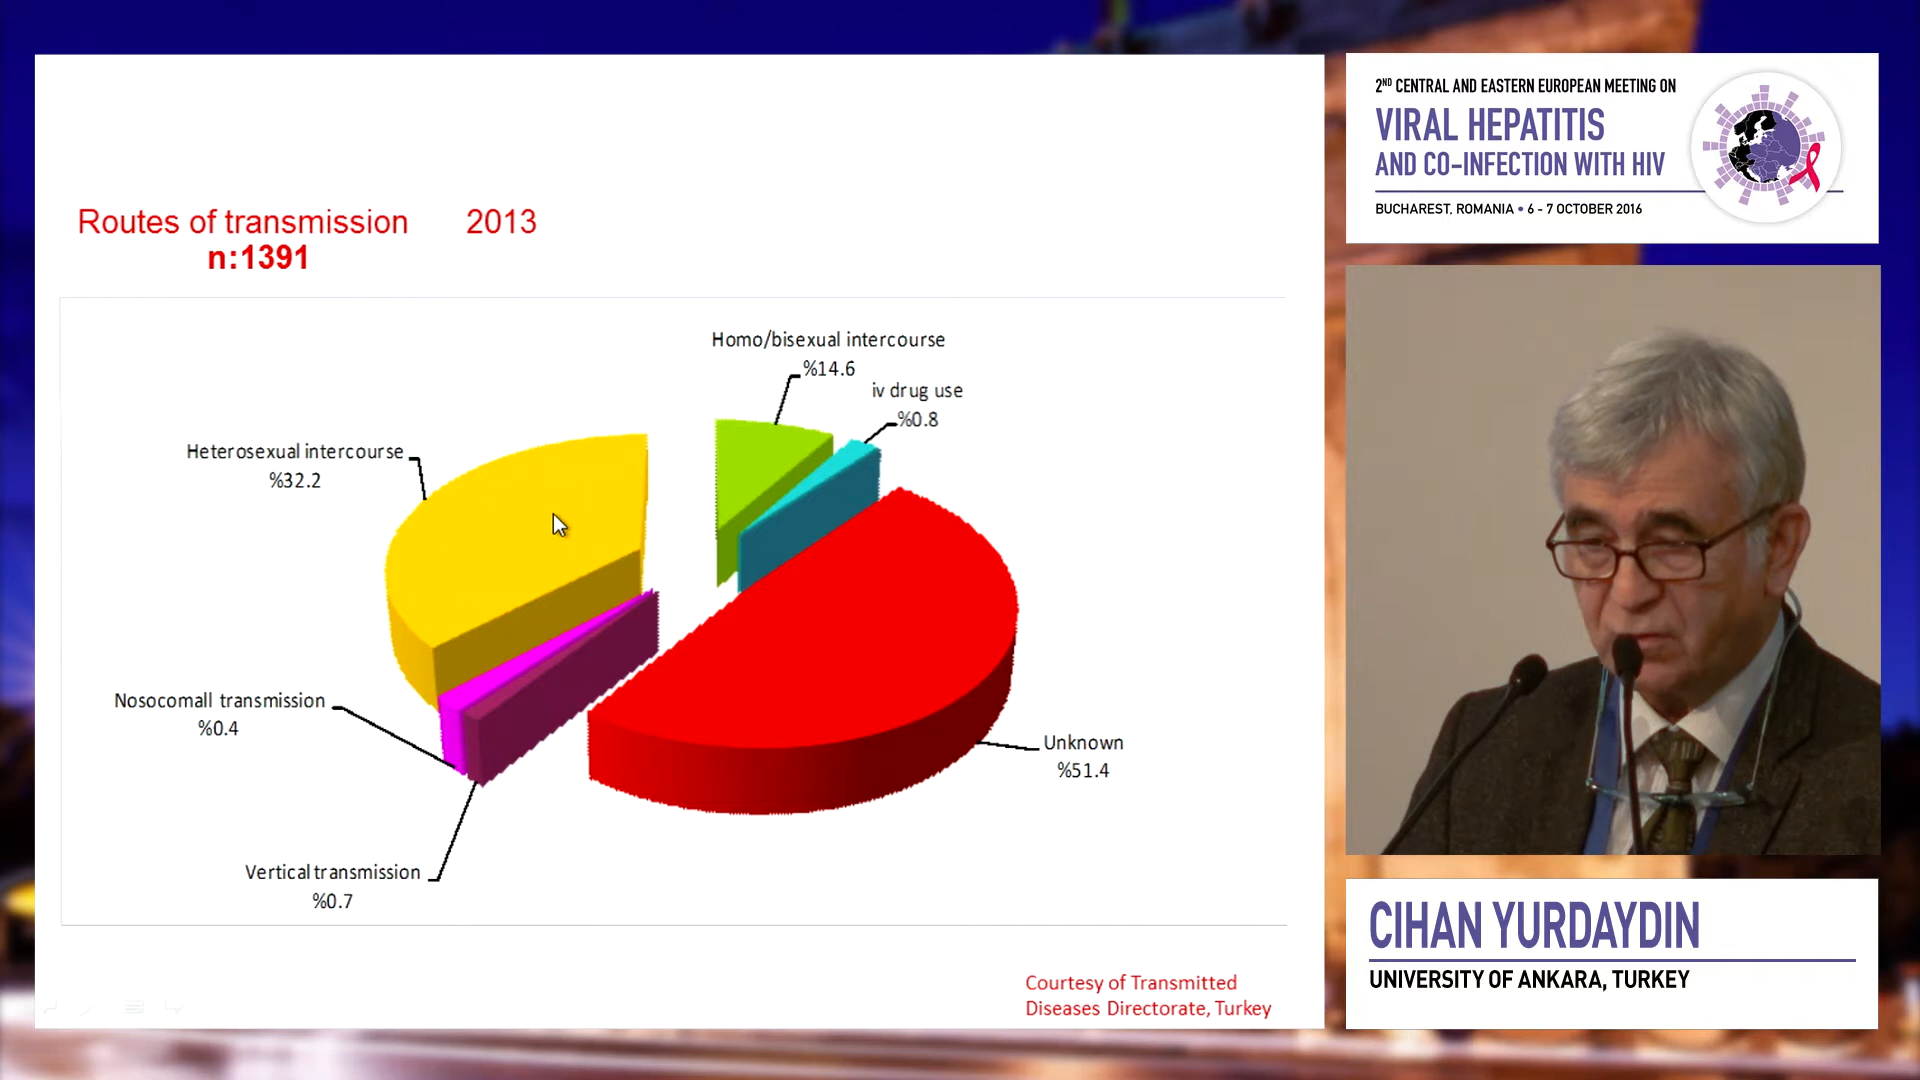 Routes of transmission 2013
n:1391
Homo/bisexual intercourse
%14.6
iv drug use
%0.8
Heterosexual intercourse
%32.2
Nosocomall transmission
%0.4
Unknown
%51.4
Vertical transmission
%0.7
Courtesy of Transmitted
Diseases Directorate, Turkey
2ND CENTRAL AND EASTERN EUROPEAN MEETING ON
VIRAL HEPATITIS
AND CO-INFECTION WITH HIV
BUCHAREST, ROMANIA • 6 - 7 OCTOBER 2016
CIHAN YURDAYDIN
UNIVERSITY OF ANKARA, TURKEY